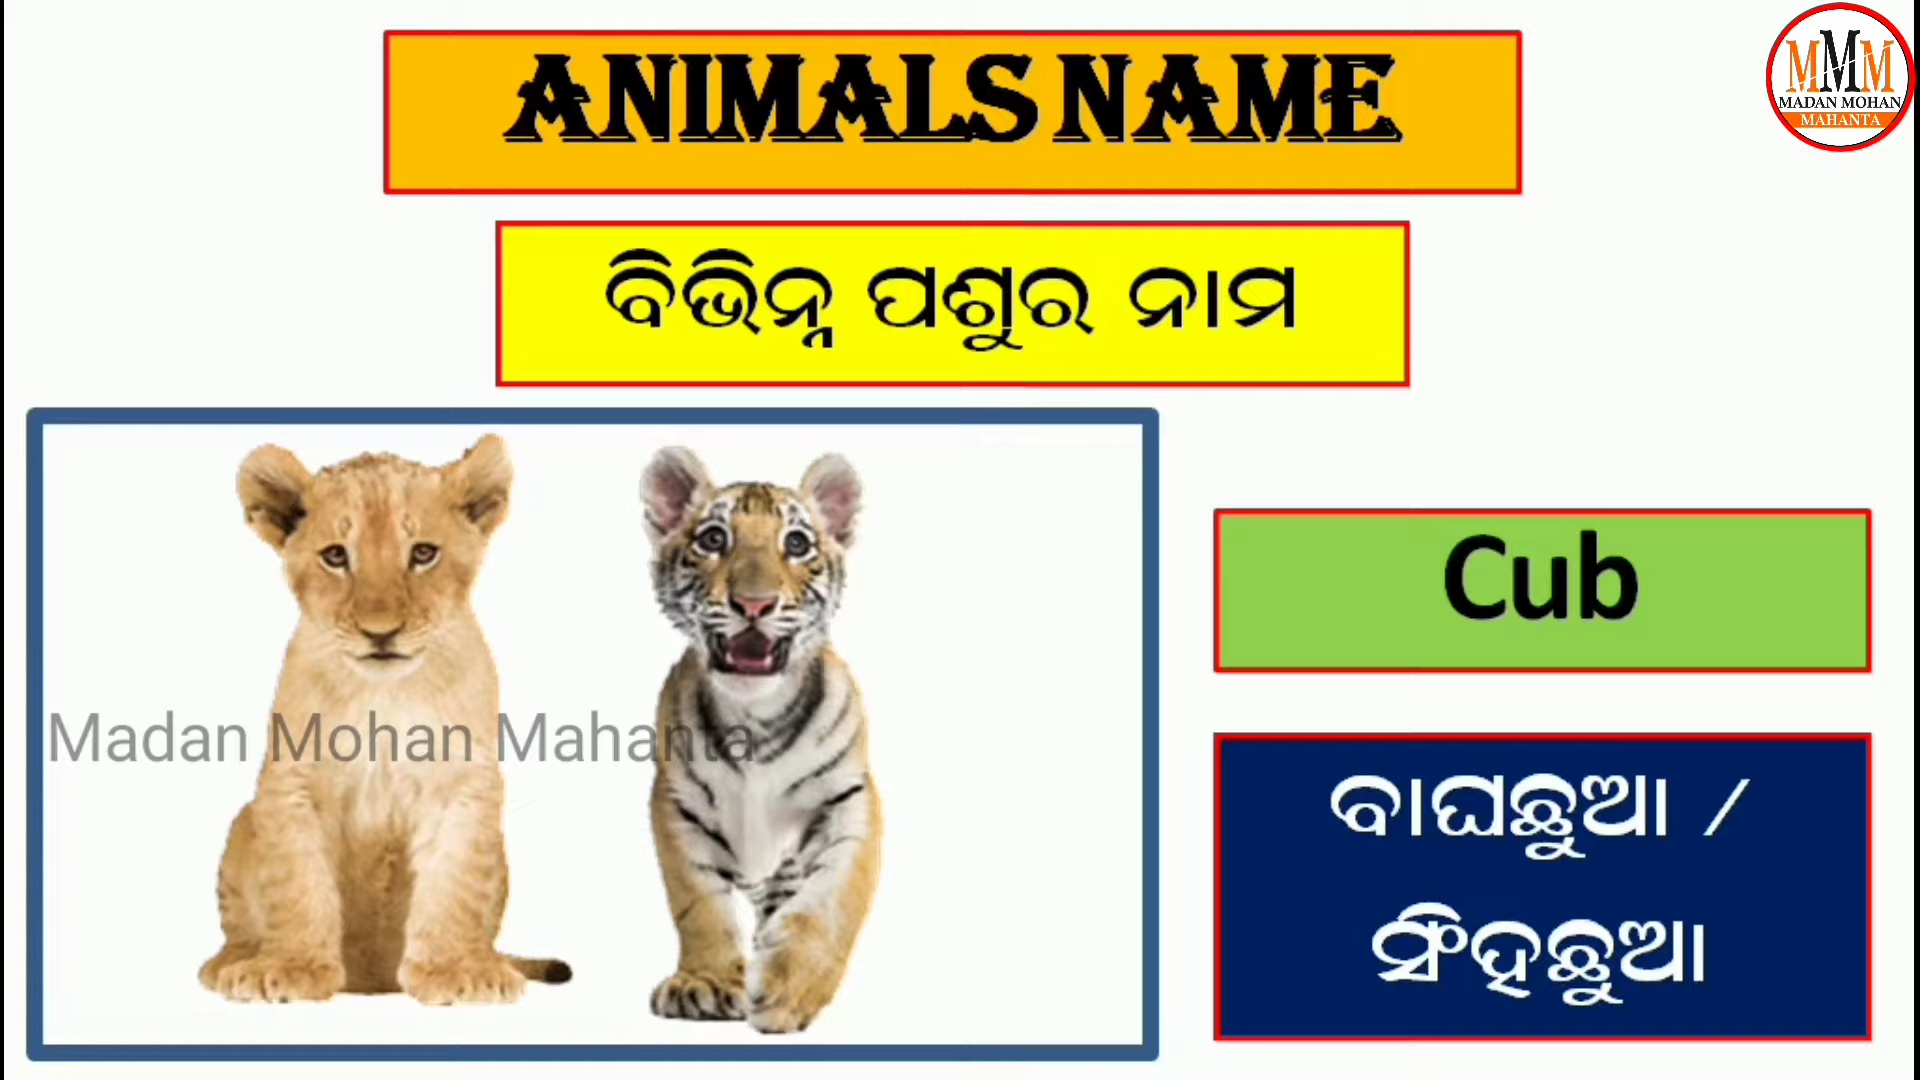 ANIMALS NAME
MMM
MADAN MOHAN
MAHANTA
ବିଭିନ୍ନ ପଶୁର ନାମ
Cub
Madan Mohan Mahanta
ବାଘଛୁଆ /
ସିଂହଛୁଆ